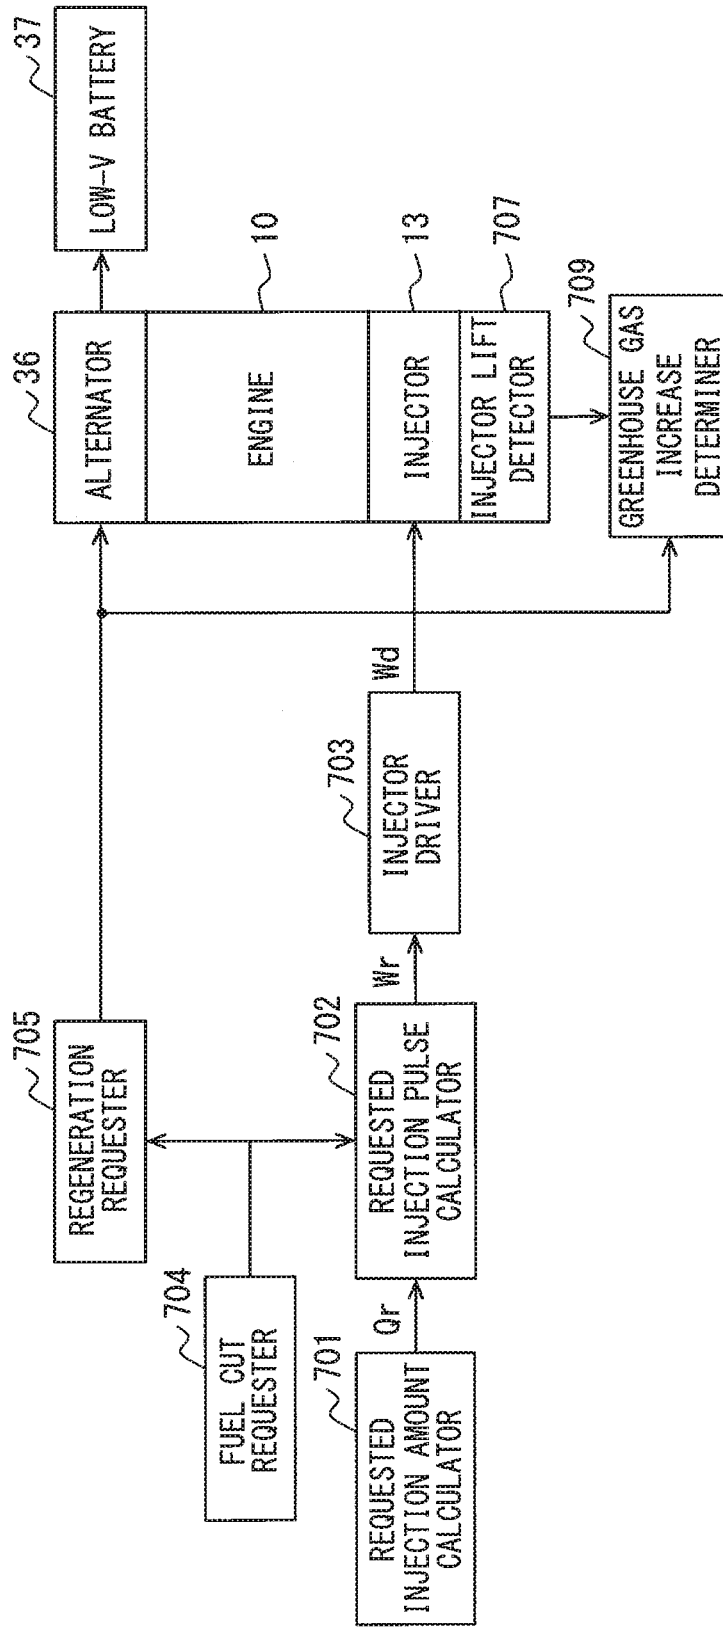 REQUESTED
INJECTION AMOUNT
CALCULATOR
701
Qr
FUEL CUT
REQUESTER
704
REGENERATION
REQUESTER
705
REQUESTED
INJECTION PULSE
CALCULATOR
702
Wr
INJECTOR
DRIVER
703
Wd
ALTERNATOR
36
ENGINE
10
INJECTOR
13
INJECTOR LIFT
DETECTOR
707
LOW-V BATTERY
37
GREENHOUSE GAS
INCREASE
DETERMINER
709